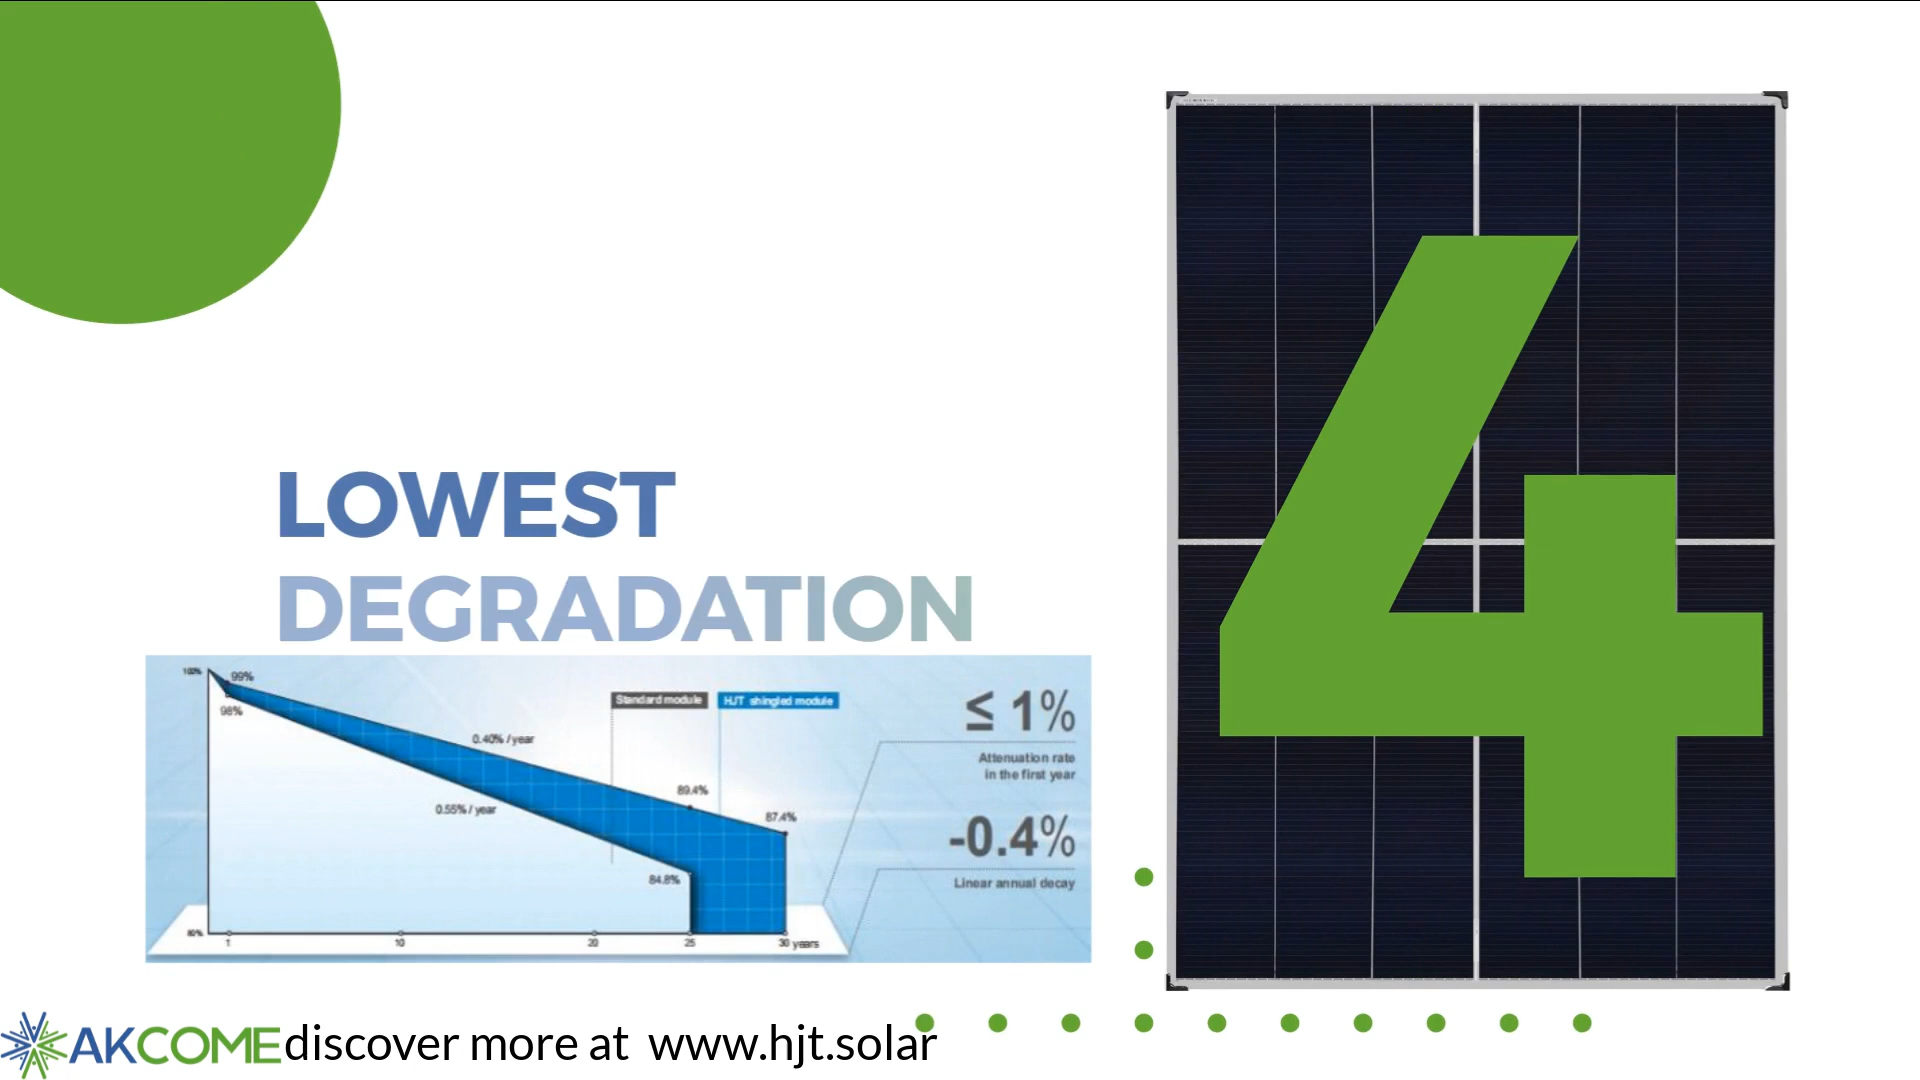 4
LOWEST
DEGRADATION
100%
99%
98%
0.40% / year
0.55% / year
Standard module
HJT shingled module
89.4%
87.4%
84.8%
80%
1
10
20
25
30 years
≤ 1%
Attenuation rate
in the first year
-0.4%
Linear annual decay
AKCOME discover more at www.hjt.solar